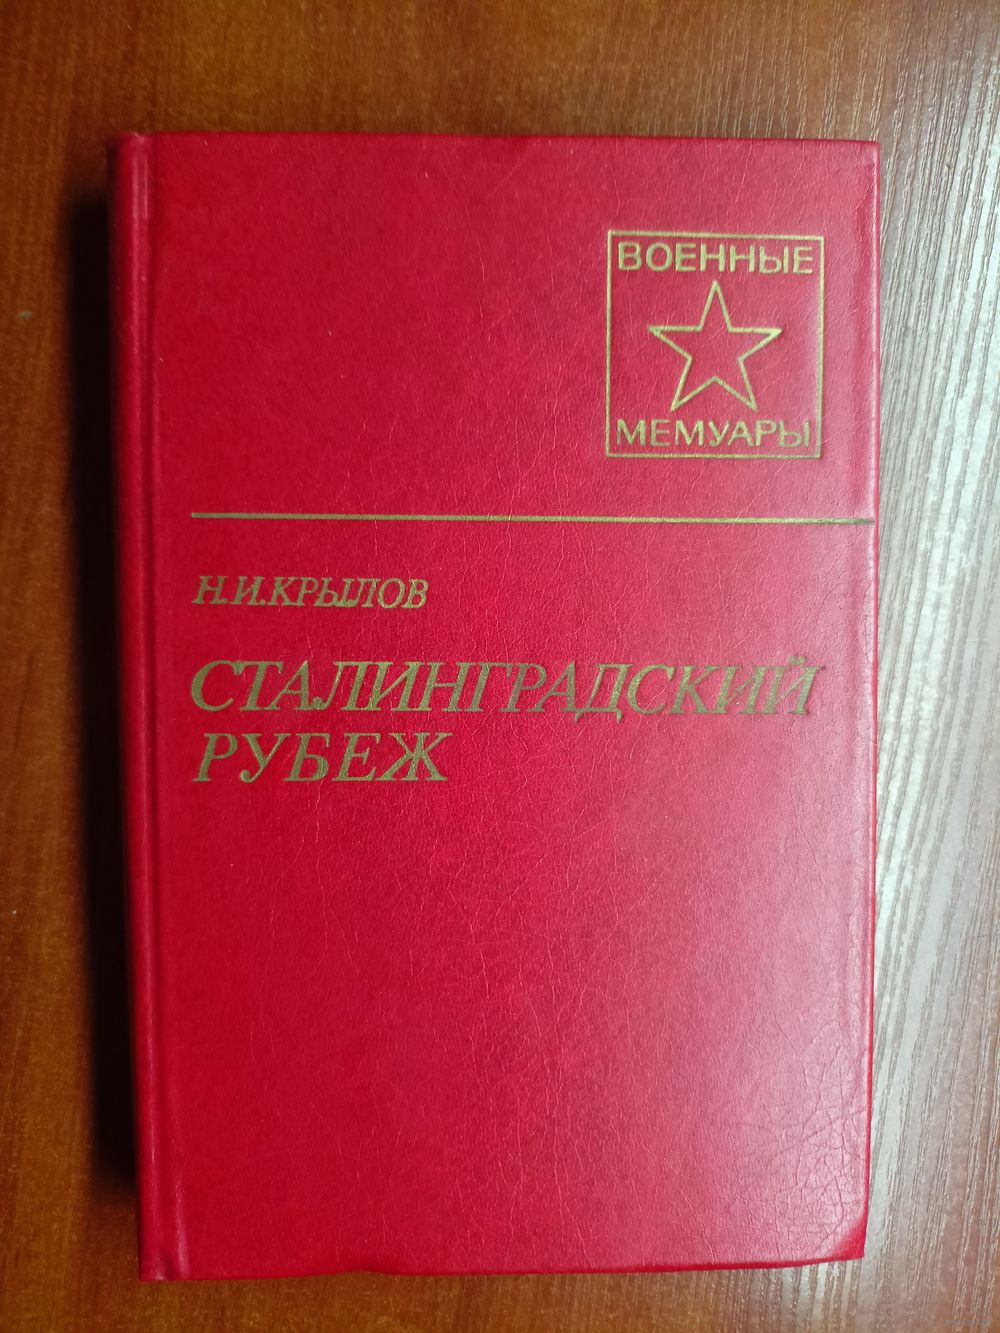 ВОЕННЫЕ
МЕМУАРЫ
Н.И.КРЫЛОВ
СТАЛИНГРАДСКИЙ
РУБЕЖ